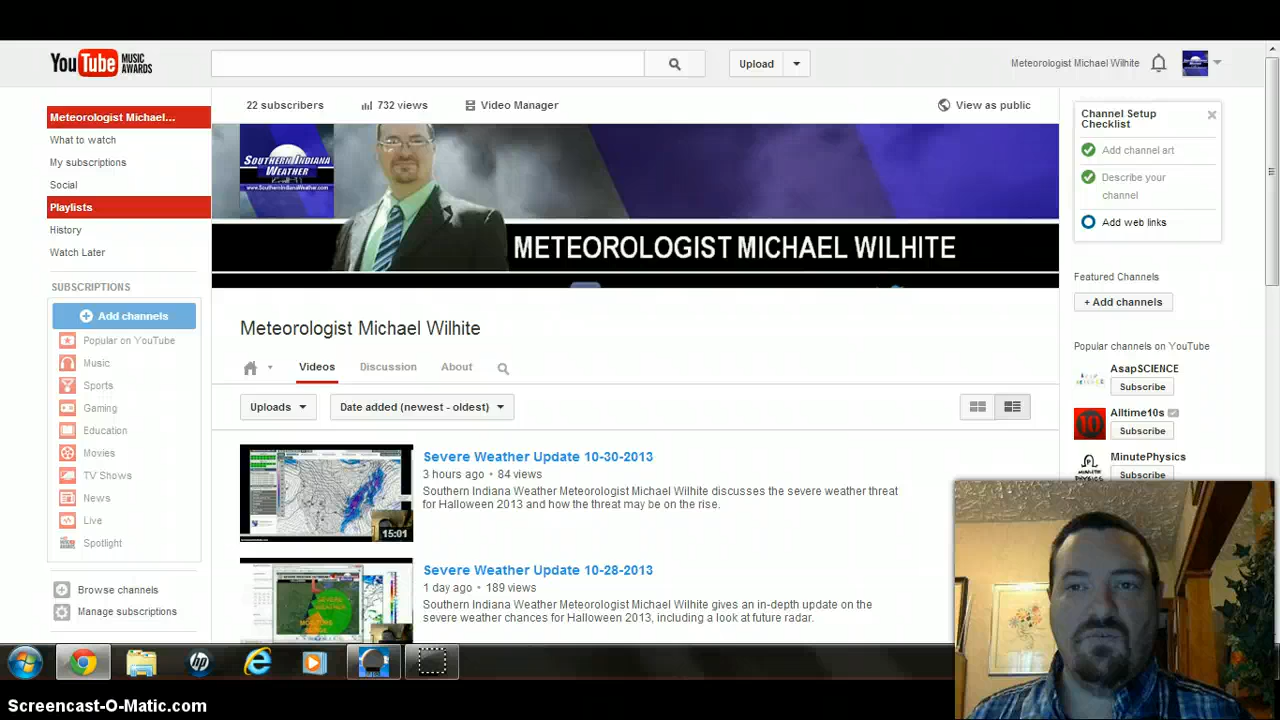 YouTube MUSIC AWARDS
Upload
Meteorologist Michael Wilhite
Meteorologist Michael...
What to watch
My subscriptions
Social
Playlists
History
Watch Later
SUBSCRIPTIONS
Add channels
Popular on YouTube
Music
Sports
Gaming
Education
Movies
TV Shows
News
Live
Spotlight
Browse channels
Manage subscriptions
22 subscribers
732 views
Video Manager
View as public
SOUTHERN INDIANA
WEATHER
www.SouthernIndianaWeather.com
METEOROLOGIST MICHAEL WILHITE
Meteorologist Michael Wilhite
Videos
Discussion
About
Uploads
Date added (newest - oldest)
15:01
Severe Weather Update 10-30-2013
3 hours ago • 84 views
Southern Indiana Weather Meteorologist Michael Wilhite discusses the severe weather threat
for Halloween 2013 and how the threat may be on the rise.
Severe Weather Update 10-28-2013
1 day ago • 189 views
Southern Indiana Weather Meteorologist Michael Wilhite gives an in-depth update on the
severe weather chances for Halloween 2013, including a look at future radar.
Channel Setup
Checklist
Add channel art
Describe your
channel
Add web links
Featured Channels
+ Add channels
Popular channels on YouTube
AsapSCIENCE
Subscribe
10
Alltime10s
Subscribe
MinutePhysics
Subscribe
hp
Screencast-O-Matic.com